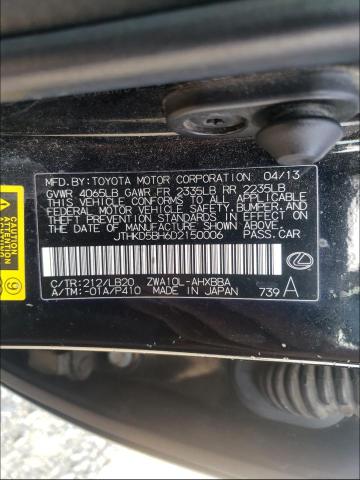 MFD.BY:TOYOTA MOTOR CORPORATION 04/13
GVWR 4065LB GAWR FR 2335LB RR 2235LB
THIS VEHICLE CONFORMS TO ALL APPLICABLE
FEDERAL MOTOR VEHICLE SAFETY, BUMPER, AND
THEFT PREVENTION STANDARDS IN EFFECT ON
THE DATE OF MANUFACTURE SHOWN ABOVE.
JTHKD5BH6D2150006 PASS.CAR
C/TR:212/LB20 ZWA10L-AHXBBA
A/TM:-01A/P410 MADE IN JAPAN 739 A
CAUTION
9